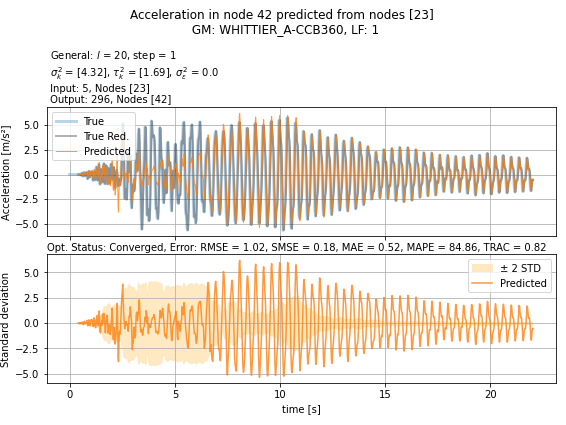 Acceleration in node 42 predicted from nodes [23]
GM: WHITTIER_A-CCB360, LF: 1
General: l = 20, step = 1
σ²ₖ = [4.32], τ²ₖ = [1.69], σ²_ε = 0.0
Input: 5, Nodes [23]
Output: 296, Nodes [42]
True
True Red.
Predicted
Acceleration [m/s²]
5.0
2.5
0.0
−2.5
−5.0
Opt. Status: Converged, Error: RMSE = 1.02, SMSE = 0.18, MAE = 0.52, MAPE = 84.86, TRAC = 0.82
± 2 STD
Predicted
Standard deviation
5.0
2.5
0.0
−2.5
−5.0
0 5 10 15 20
time [s]